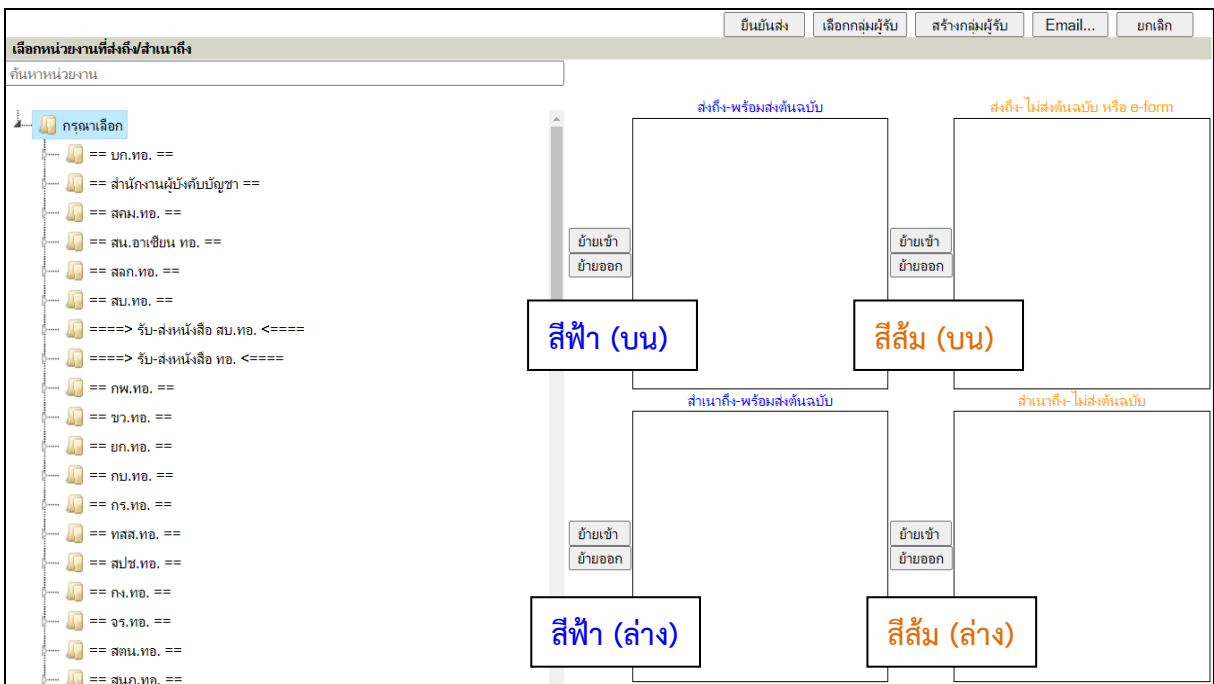 ยืนยันส่ง เลือกกลุ่มผู้รับ สร้างกลุ่มผู้รับ Email... ยกเลิก
เลือกหน่วยงานที่ส่งถึง/สำเนาถึง
ค้นหาหน่วยงาน
ส่งถึง-พร้อมส่งต้นฉบับ ส่งถึง-ไม่ส่งต้นฉบับ หรือ e-form
กรุณาเลือก
== บก.ทอ. ==
== สำนักงานผู้บังคับบัญชา ==
== สคม.ทอ. ==
== สน.อาเซียน ทอ. ==
ย้ายเข้า ย้ายเข้า
ย้ายออก ย้ายออก
== สลก.ทอ. ==
== สบ.ทอ. ==
====> รับ-ส่งหนังสือ สบ.ทอ. <====
สีฟ้า (บน) สีส้ม (บน)
====> รับ-ส่งหนังสือ ทอ. <====
== กพ.ทอ. ==
สำเนาถึง-พร้อมส่งต้นฉบับ สำเนาถึง-ไม่ส่งต้นฉบับ
== ขว.ทอ. ==
== ยก.ทอ. ==
== กบ.ทอ. ==
== กร.ทอ. ==
== ทสส.ทอ. ==
ย้ายเข้า ย้ายเข้า
ย้ายออก ย้ายออก
== สปช.ทอ. ==
== กง.ทอ. ==
== จร.ทอ. ==
สีฟ้า (ล่าง) สีส้ม (ล่าง)
== สตน.ทอ. ==
== สนภ.ทอ. ==